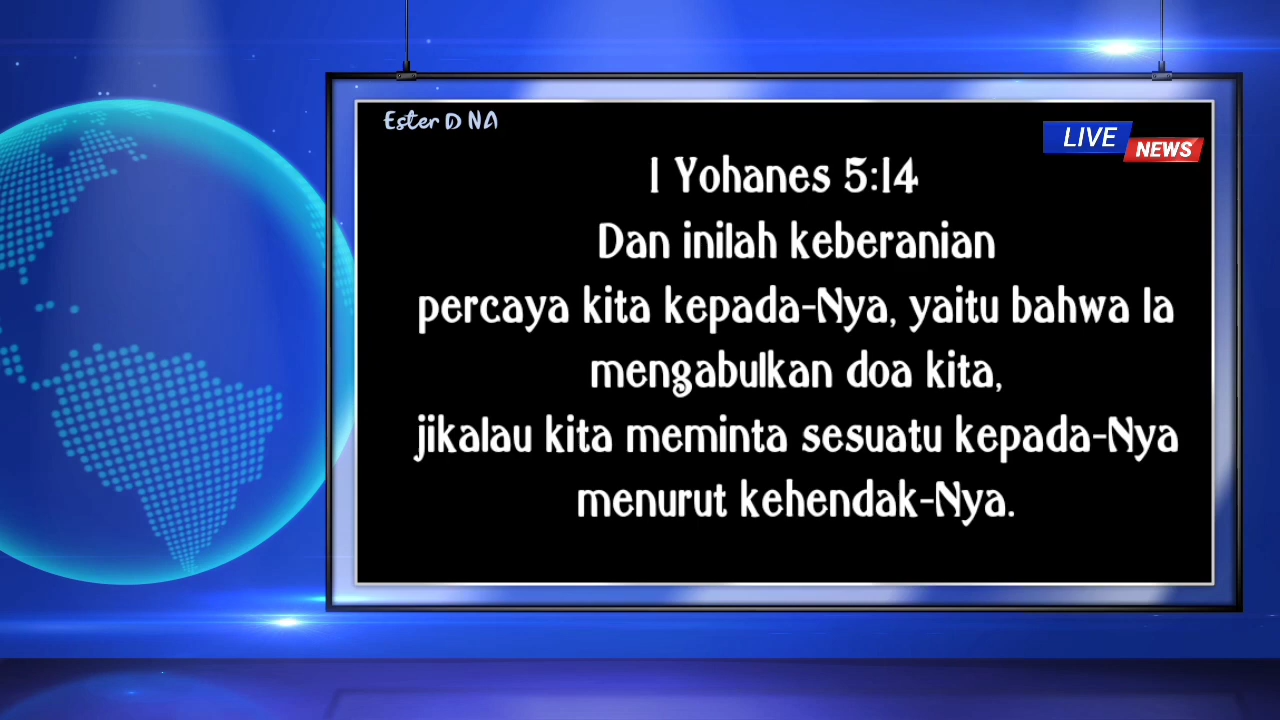 Ester D NA
LIVE
NEWS
1 Yohanes 5:14
Dan inilah keberanian
percaya kita kepada-Nya, yaitu bahwa Ia
mengabulkan doa kita,
jikalau kita meminta sesuatu kepada-Nya
menurut kehendak-Nya.